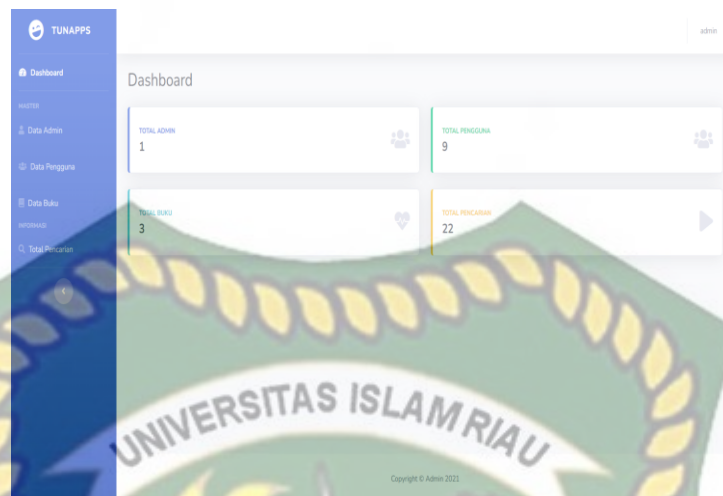 TUNAPPS
admin
Dashboard
MASTER
Data Admin
Data Pengguna
Data Buku
INFORMASI
Total Pencarian
Dashboard
TOTAL ADMIN
1
TOTAL PENGGUNA
9
TOTAL BUKU
3
TOTAL PENCARIAN
22
UNIVERSITAS ISLAM RIAU
Copyright © Admin 2021